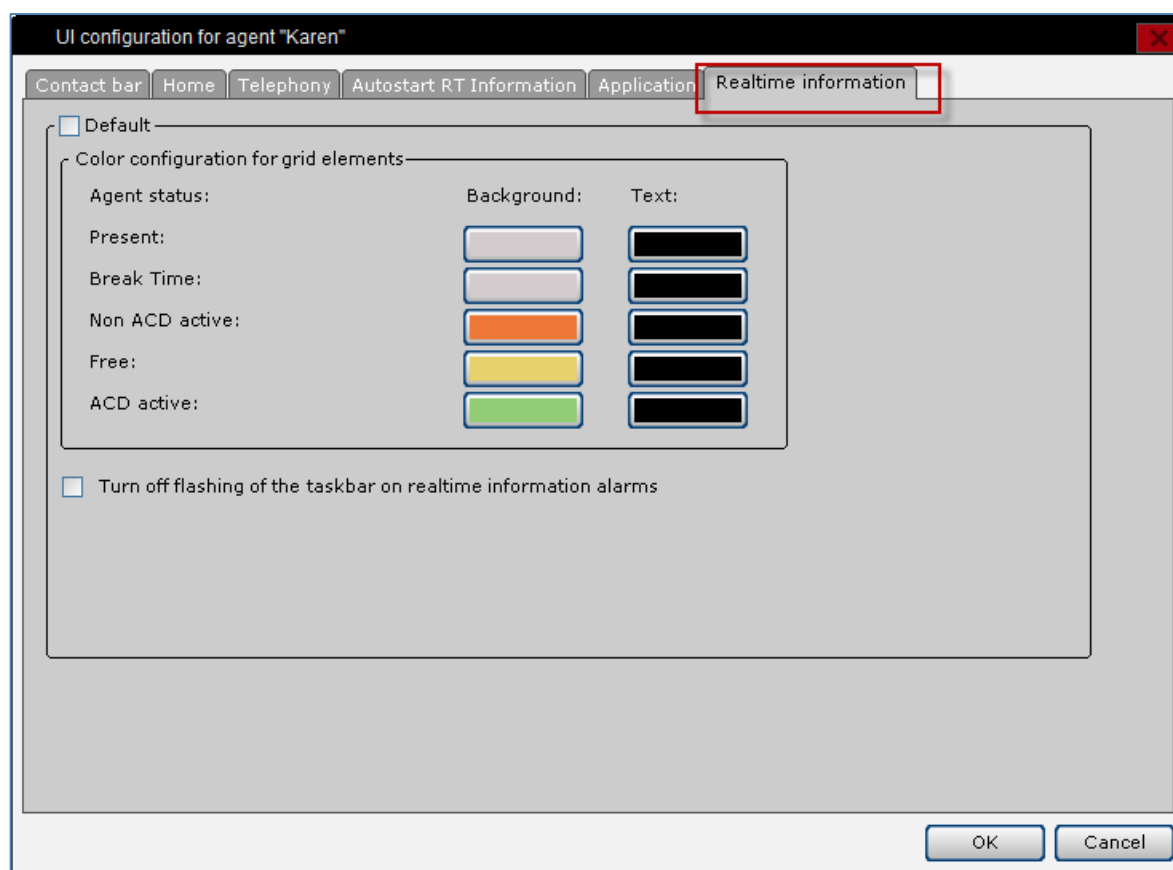 UI configuration for agent "Karen"
Contact bar Home Telephony Autostart RT Information Application Realtime information
Default
Color configuration for grid elements
Agent status: Background: Text:
Present:
Break Time:
Non ACD active:
Free:
ACD active:
Turn off flashing of the taskbar on realtime information alarms
OK Cancel